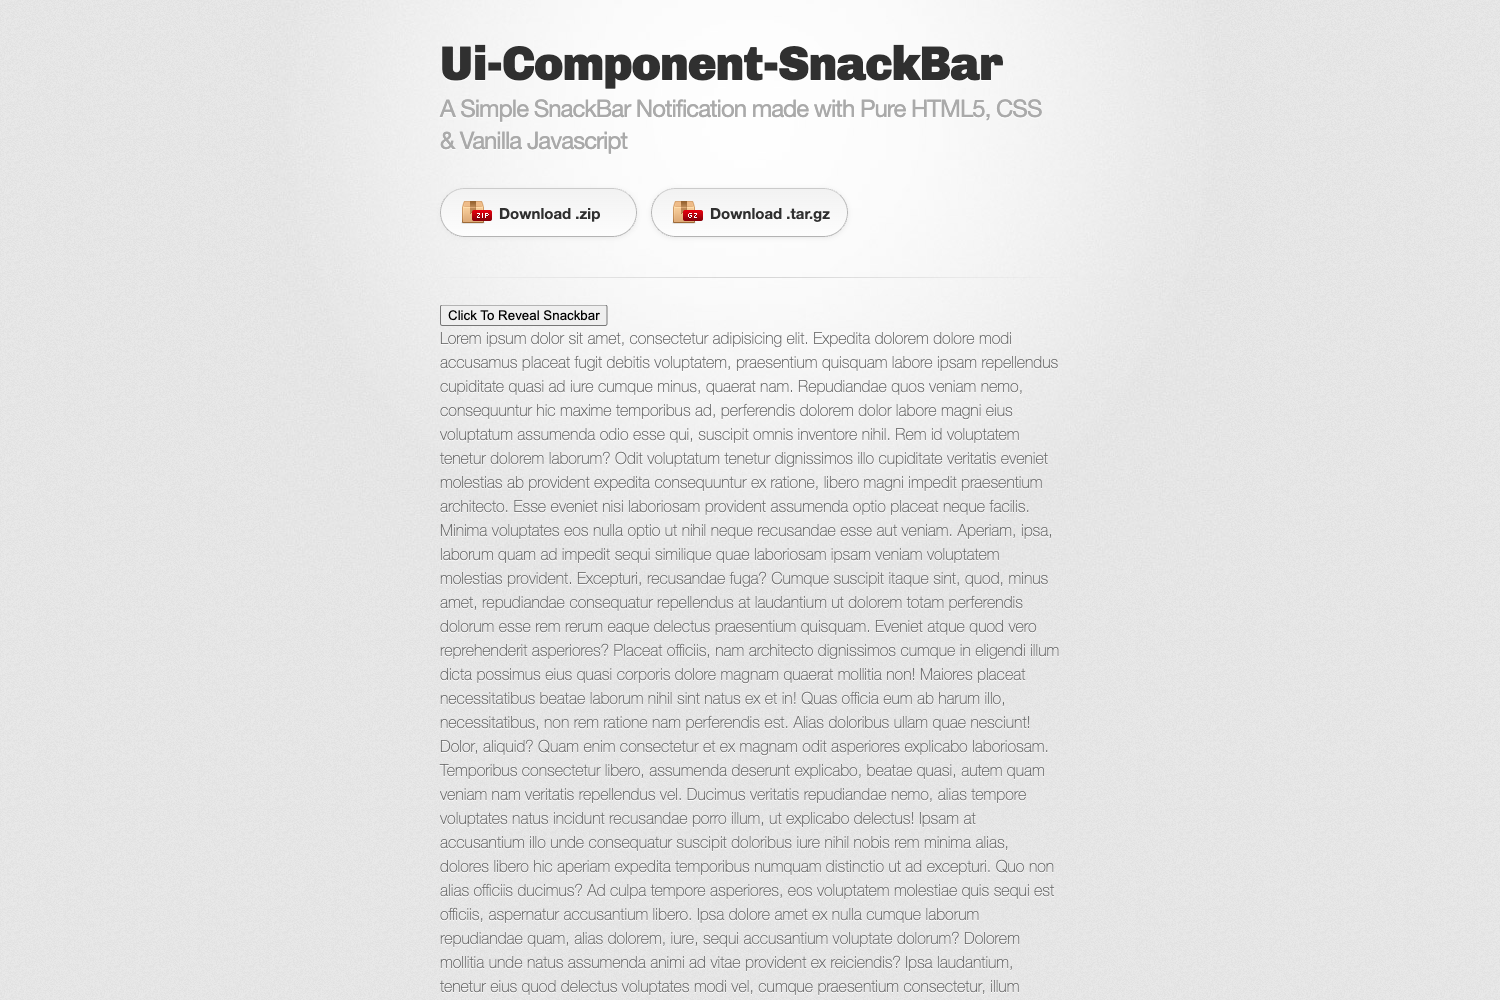 Ui-Component-SnackBar
A Simple SnackBar Notification made with Pure HTML5, CSS
& Vanilla Javascript
ZIP Download .zip
GZ Download .tar.gz
Click To Reveal Snackbar
Lorem ipsum dolor sit amet, consectetur adipisicing elit. Expedita dolorem dolore modi
accusamus placeat fugit debitis voluptatem, praesentium quisquam labore ipsam repellendus
cupiditate quasi ad iure cumque minus, quaerat nam. Repudiandae quos veniam nemo,
consequuntur hic maxime temporibus ad, perferendis dolorem dolor labore magni eius
voluptatum assumenda odio esse qui, suscipit omnis inventore nihil. Rem id voluptatem
tenetur dolorem laborum? Odit voluptatum tenetur dignissimos illo cupiditate veritatis eveniet
molestias ab provident expedita consequuntur ex ratione, libero magni impedit praesentium
architecto. Esse eveniet nisi laboriosam provident assumenda optio placeat neque facilis.
Minima voluptates eos nulla optio ut nihil neque recusandae esse aut veniam. Aperiam, ipsa,
laborum quam ad impedit sequi similique quae laboriosam ipsam veniam voluptatem
molestias provident. Excepturi, recusandae fuga? Cumque suscipit itaque sint, quod, minus
amet, repudiandae consequatur repellendus at laudantium ut dolorem totam perferendis
dolorum esse rem rerum eaque delectus praesentium quisquam. Eveniet atque quod vero
reprehenderit asperiores? Placeat officiis, nam architecto dignissimos cumque in eligendi illum
dicta possimus eius quasi corporis dolore magnam quaerat mollitia non! Maiores placeat
necessitatibus beatae laborum nihil sint natus ex et in! Quas officia eum ab harum illo,
necessitatibus, non rem ratione nam perferendis est. Alias doloribus ullam quae nesciunt!
Dolor, aliquid? Quam enim consectetur et ex magnam odit asperiores explicabo laboriosam.
Temporibus consectetur libero, assumenda deserunt explicabo, beatae quasi, autem quam
veniam nam veritatis repellendus vel. Ducimus veritatis repudiandae nemo, alias tempore
voluptates natus incidunt recusandae porro illum, ut explicabo delectus! Ipsam at
accusantium illo unde consequatur suscipit doloribus iure nihil nobis rem minima alias,
dolores libero hic aperiam expedita temporibus numquam distinctio ut ad excepturi. Quo non
alias officiis ducimus? Ad culpa tempore asperiores, eos voluptatem molestiae quis sequi est
officiis, aspernatur accusantium libero. Ipsa dolore amet ex nulla cumque laborum
repudiandae quam, alias dolorem, iure, sequi accusantium voluptate dolorum? Dolorem
mollitia unde natus assumenda animi ad vitae provident ex reiciendis? Ipsa laudantium,
tenetur eius quod delectus voluptates modi vel, cumque praesentium consectetur, illum